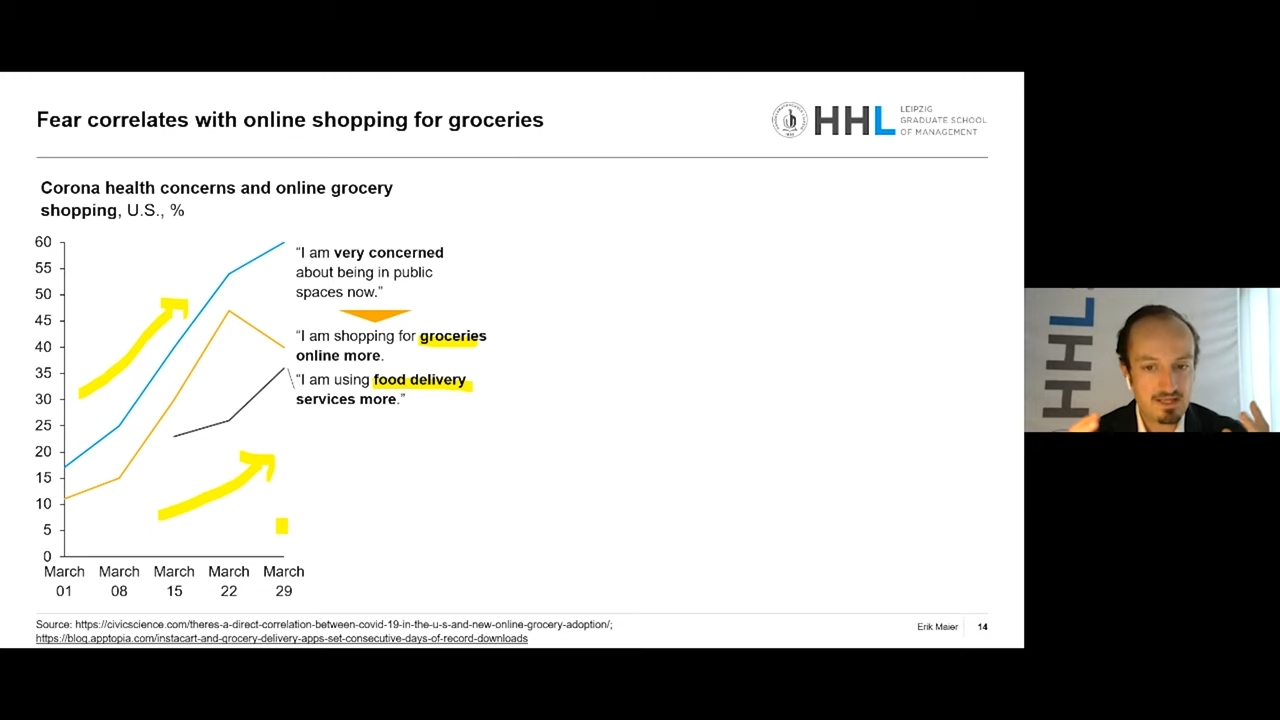 Fear correlates with online shopping for groceries
HHL
LEIPZIG
GRADUATE SCHOOL
OF MANAGEMENT
Corona health concerns and online grocery
shopping, U.S., %
60
55
50
45
40
35
30
25
20
15
10
5
0
March March March March March
01 08 15 22 29
“I am very concerned
about being in public
spaces now.”
“I am shopping for groceries
online more.
“I am using food delivery
services more.”
Source: https://civicscience.com/theres-a-direct-correlation-between-covid-19-in-the-u-s-and-new-online-grocery-adoption/;
https://blog.apptopia.com/instacart-and-grocery-delivery-apps-set-consecutive-days-of-record-downloads
Erik Maier 14
HHL